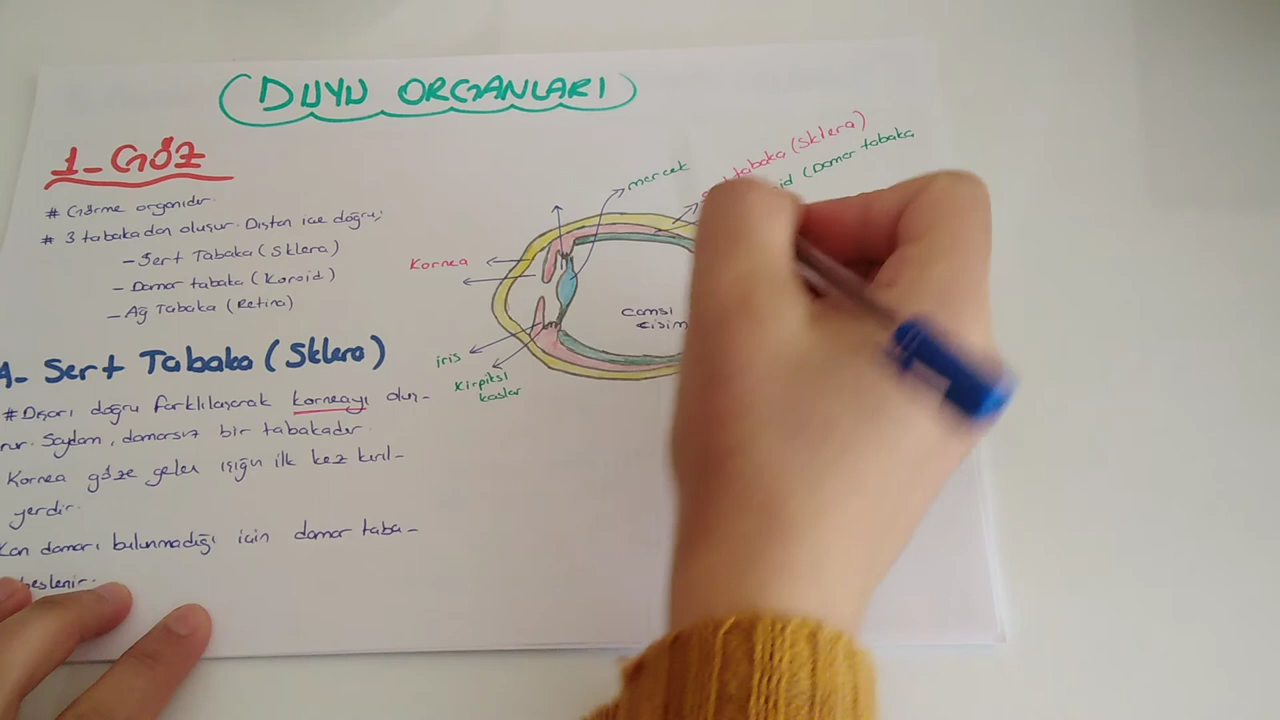 (DUYU ORGANLARI)
1-GÖZ
# Görme organıdır.
# 3 tabakadan oluşur. Dıştan içe doğru;
-Sert Tabaka (Sklera)
- Damar tabaka (Koroid)
- Ağ Tabaka (Retina)
A- Sert Tabaka (Sklera)
# Dışarı doğru farklılaşarak korneayı oluş-
rur. Saydam, damarsız bir tabakadır.
Kornea göze gelen ışığın ilk kez kırıl-
yerdir.
Kan damarı bulunmadığı için damar taba-
beslenir.
mercek
tabaka (Sklera)
(Damar tabaka
Kornea
camsı
cisim
iris
Kirpiksi
kaslar